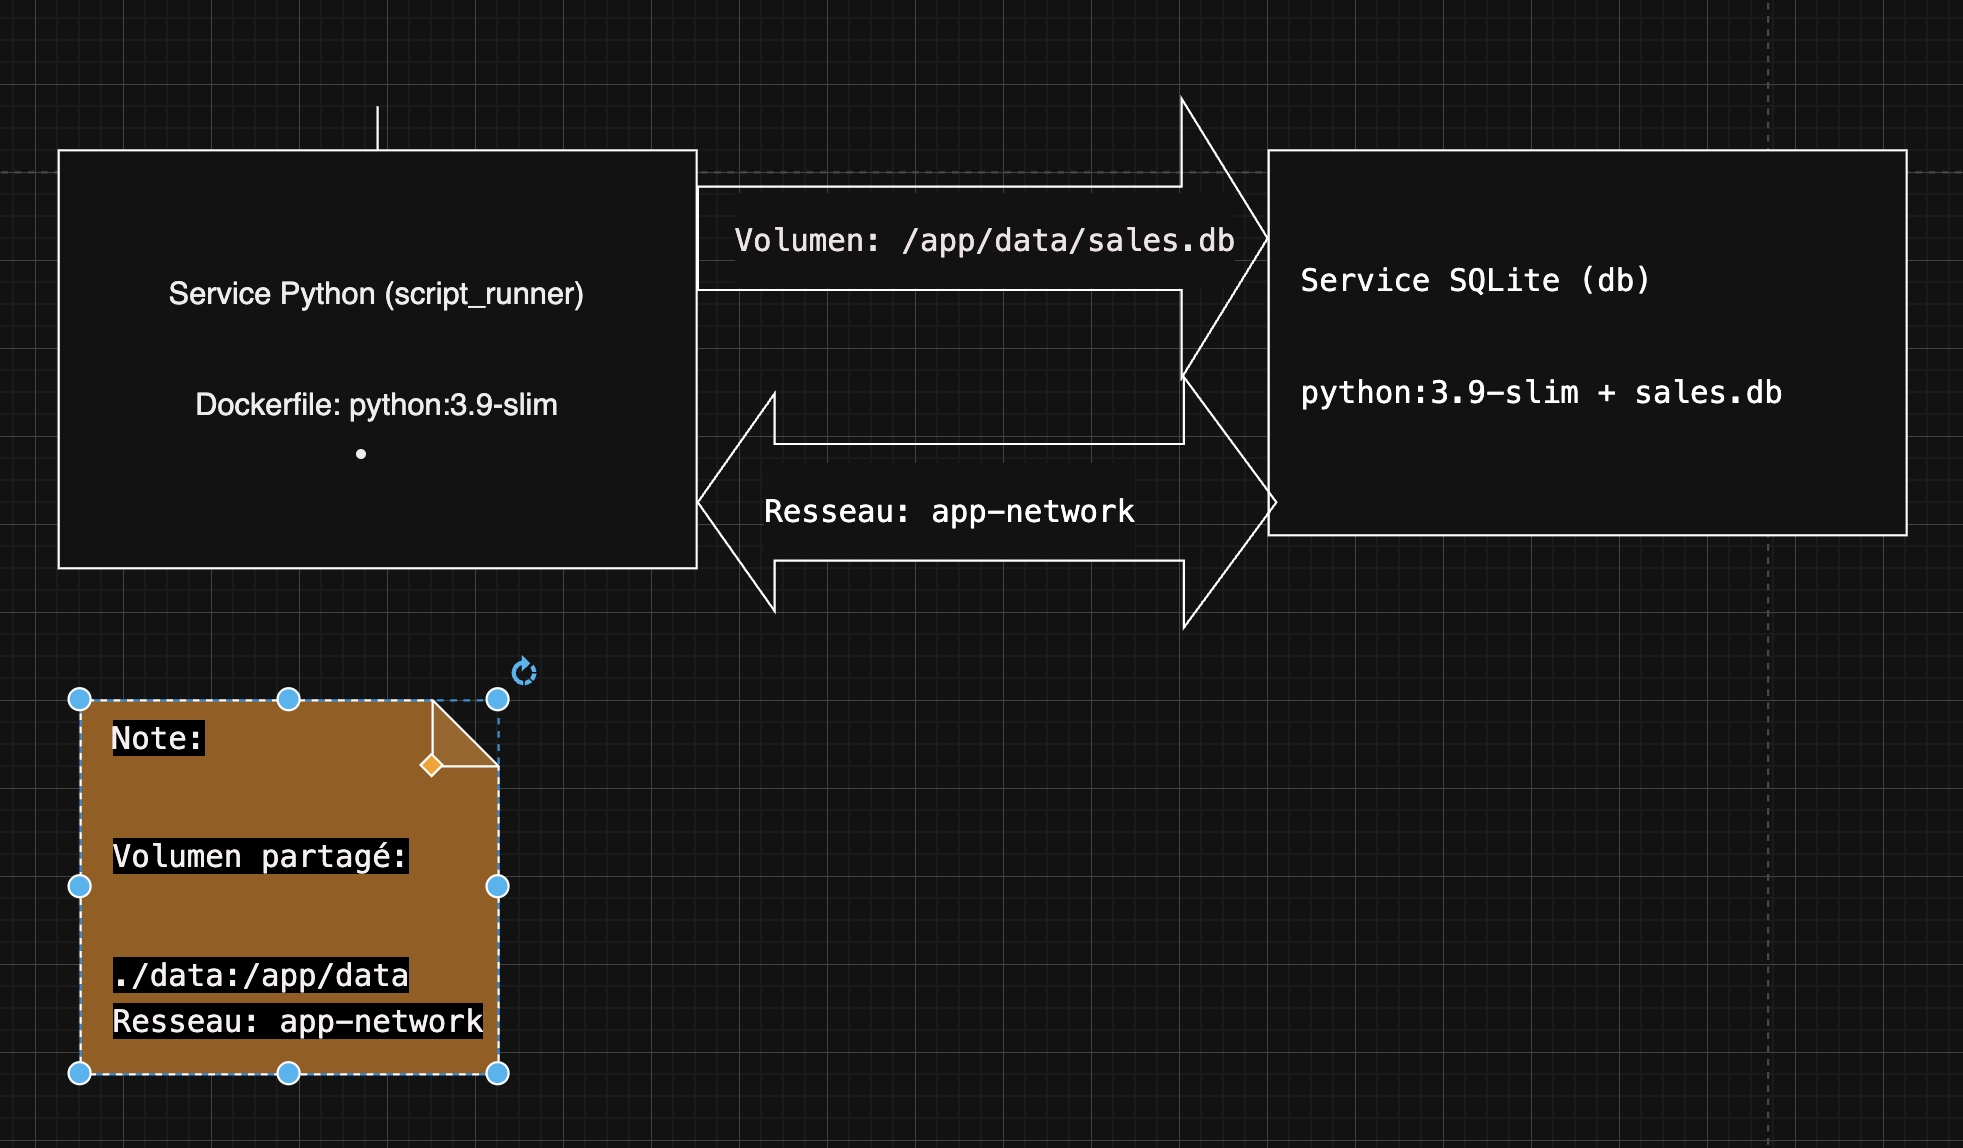 Service Python (script_runner)
Dockerfile: python:3.9-slim
Volumen: /app/data/sales.db
Resseau: app-network
Service SQLite (db)
python:3.9-slim + sales.db
Note:
Volumen partagé:
./data:/app/data
Resseau: app-network